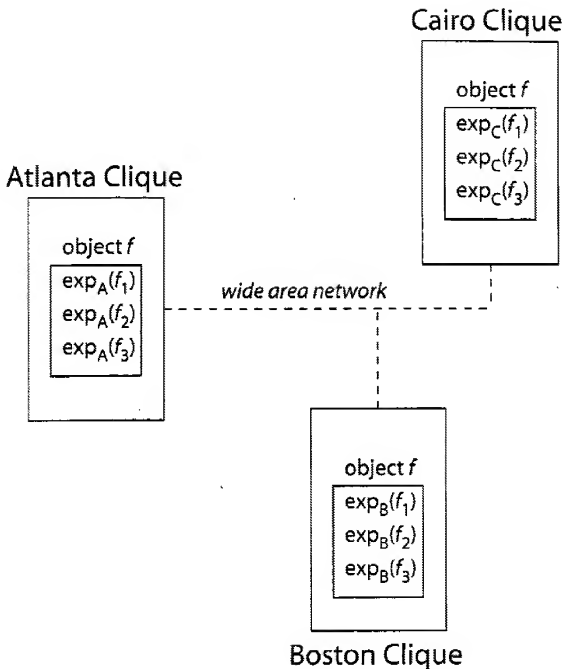 Cairo Clique
object f
exp_C(f_1)
exp_C(f_2)
exp_C(f_3)
Atlanta Clique
object f
exp_A(f_1)
exp_A(f_2)
exp_A(f_3)
wide area network
object f
exp_B(f_1)
exp_B(f_2)
exp_B(f_3)
Boston Clique